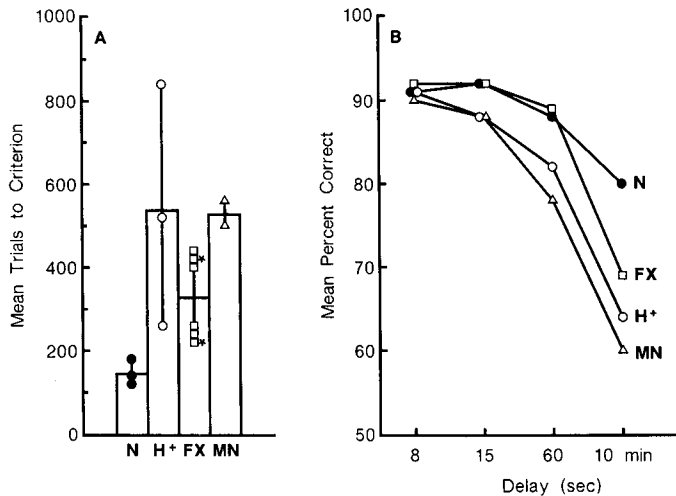 A
1000
800
600
400
200
0
Mean Trials to Criterion
*
*
N H+ FX MN
B
100
90
80
70
60
50
Mean Percent Correct
N
FX
H+
MN
8 15 60 10 min
Delay (sec)